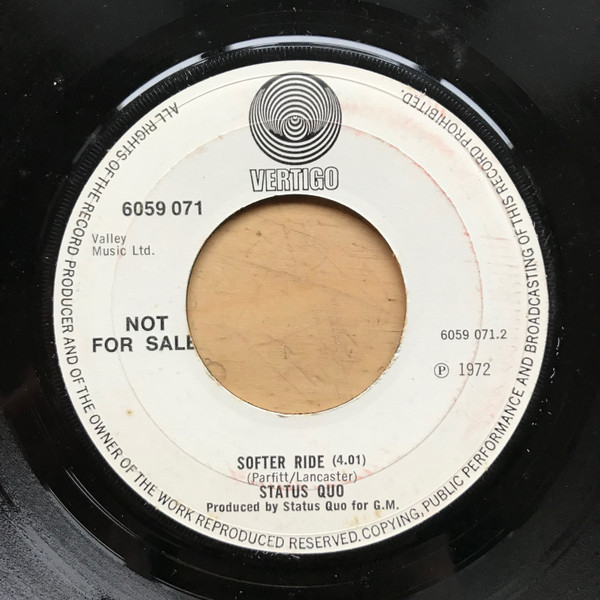 ALL RIGHTS OF THE RECORD PRODUCER AND OF THE OWNER OF THE WORK REPRODUCED RESERVED. COPYING, PUBLIC PERFORMANCE AND BROADCASTING OF THIS RECORD PROHIBITED.
VERTIGO
6059 071
Valley
Music Ltd.
NOT
FOR SALE
6059 071.2
Ⓟ 1972
SOFTER RIDE (4.01)
(Parfitt/Lancaster)
STATUS QUO
Produced by Status Quo for G.M.